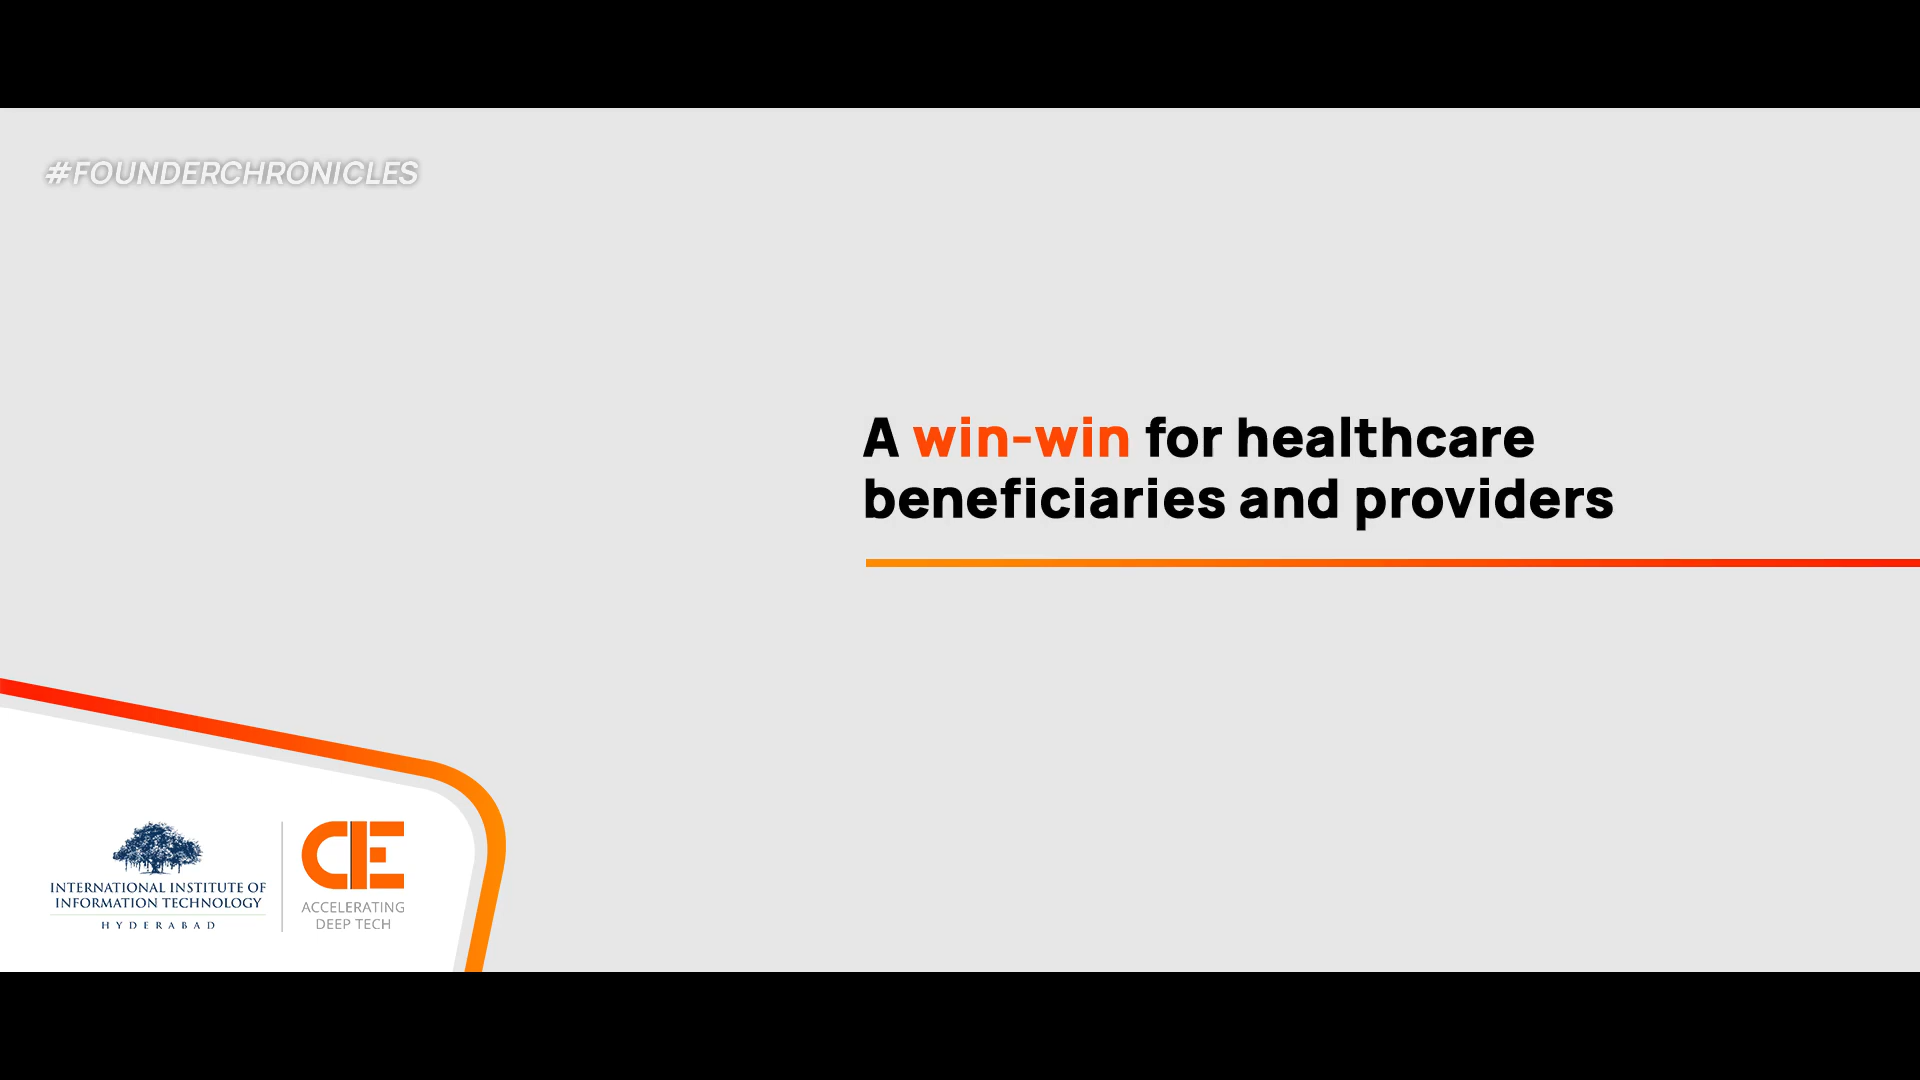 #FOUNDERCHRONICLES
A win-win for healthcare
beneficiaries and providers
INTERNATIONAL INSTITUTE OF
INFORMATION TECHNOLOGY
HYDERABAD
CIE
ACCELERATING
DEEP TECH